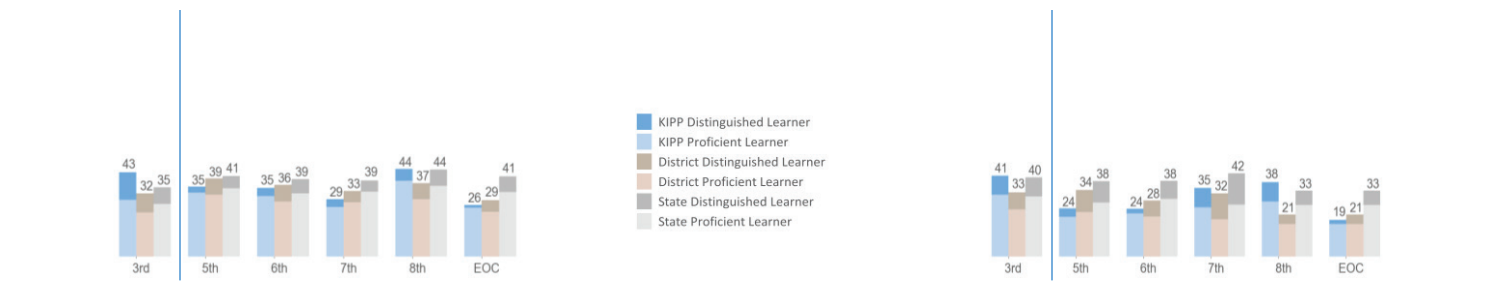 43 32 35
35 39 41
35 36 39
29 33 39
44 37 44
26 29 41
3rd 5th 6th 7th 8th EOC
KIPP Distinguished Learner
KIPP Proficient Learner
District Distinguished Learner
District Proficient Learner
State Distinguished Learner
State Proficient Learner
41 33 40
24 34 38
24 28 38
35 32 42
38 21 33
19 21 33
3rd 5th 6th 7th 8th EOC